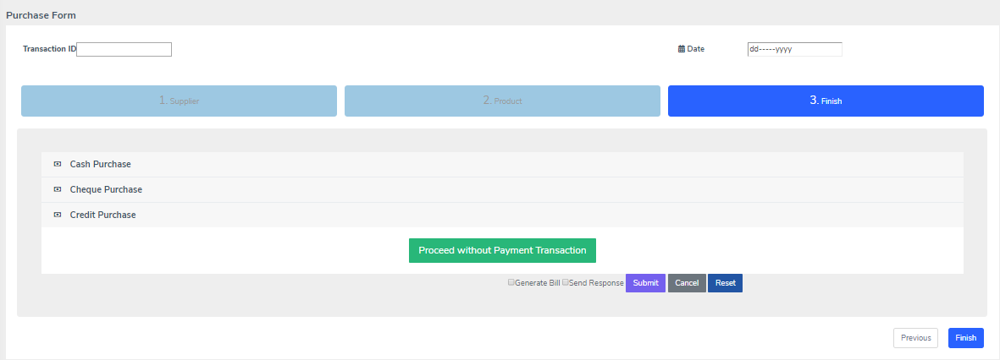 Purchase Form
Transaction ID Date dd-----yyyy
1. Supplier 2. Product 3. Finish
Cash Purchase
Cheque Purchase
Credit Purchase
Proceed without Payment Transaction
Generate Bill Send Response Submit Cancel Reset
Previous Finish